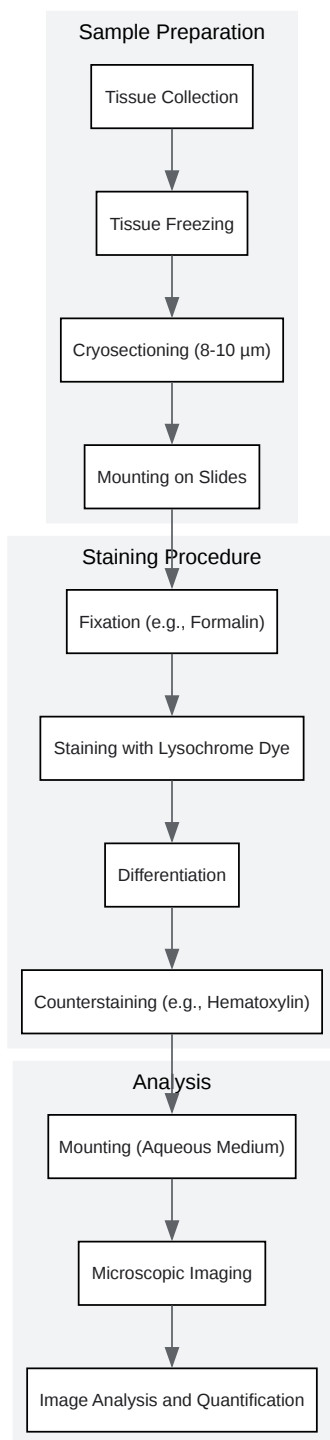 Sample Preparation
Tissue Collection
Tissue Freezing
Cryosectioning (8-10 µm)
Mounting on Slides
Staining Procedure
Fixation (e.g., Formalin)
Staining with Lysochrome Dye
Differentiation
Counterstaining (e.g., Hematoxylin)
Analysis
Mounting (Aqueous Medium)
Microscopic Imaging
Image Analysis and Quantification